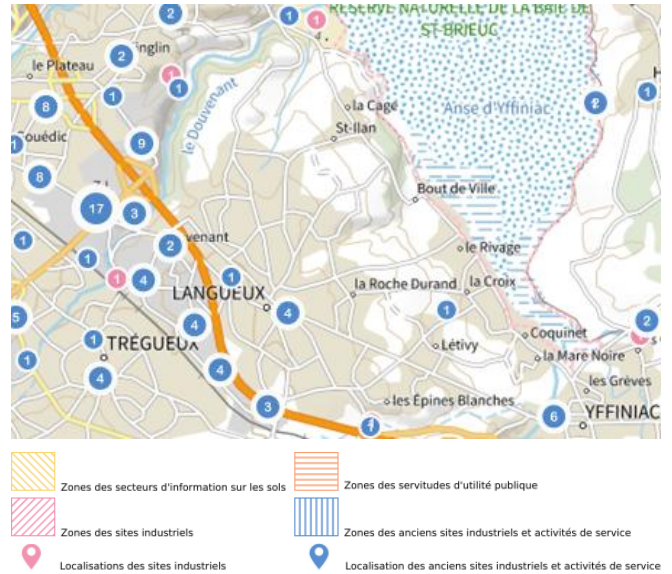 RÉSERVE NATURELLE DE LA BAIE DE
ST-BRIEUC
2
1
1
2
le Plateau
1
1
1
8
le Douvenant
la Cage
Anse d'Yffiniac
1
St-Ilan
1
9
8
Bout de Ville
17
3
1
2
venant
le Rivage
1
1
4
1
la Roche Durand
la Croix
LANGUEUX
4
1
5
4
2
Coquinet
1
TRÉGUEUX
Létivy
la Mare Noire
1
4
4
les Grèves
3
les Épines Blanches
6
YFFINIAC
Zones des secteurs d'information sur les sols
Zones des servitudes d'utilité publique
Zones des sites industriels
Zones des anciens sites industriels et activités de service
Localisations des sites industriels
Localisation des anciens sites industriels et activités de service